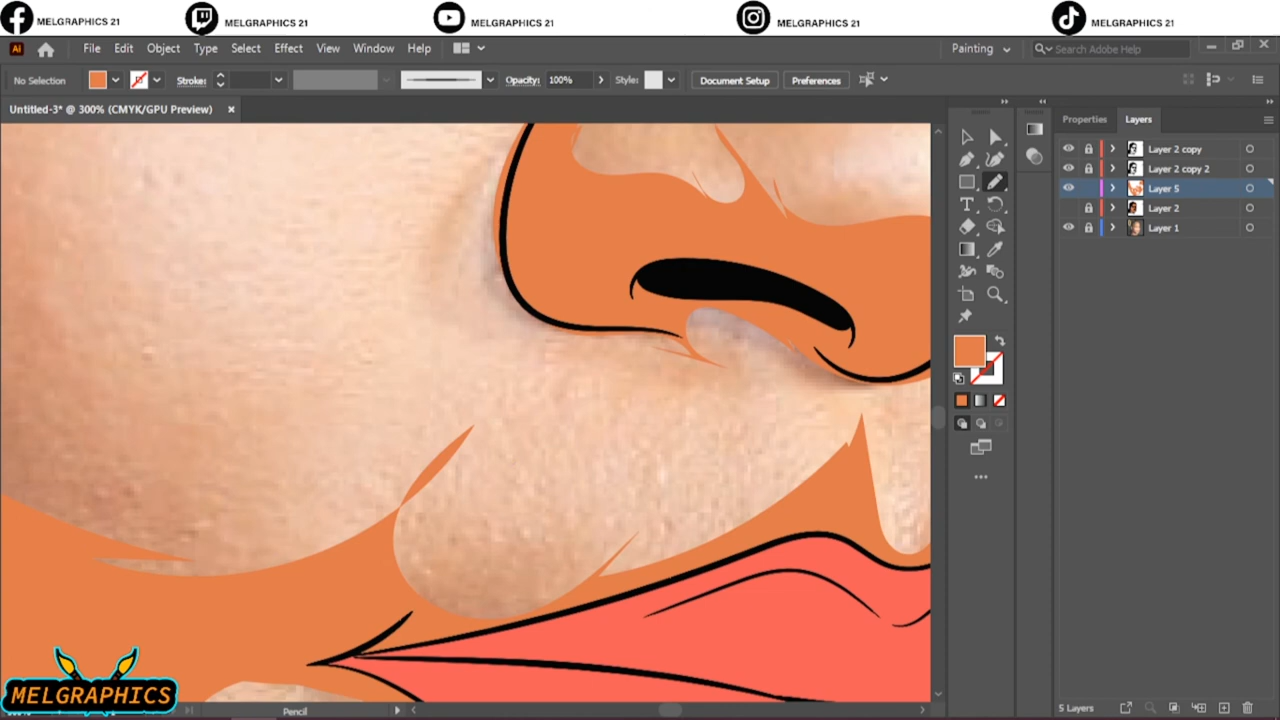 MELGRAPHICS 21 MELGRAPHICS 21 MELGRAPHICS 21 MELGRAPHICS 21 MELGRAPHICS 21
Ai File Edit Object Type Select Effect View Window Help Painting Search Adobe Help
No Selection Stroke: Opacity: 100% Style: Document Setup Preferences
Untitled-3* @ 300% (CMYK/GPU Preview)
Properties Layers
Layer 2 copy
Layer 2 copy 2
Layer 5
Layer 2
Layer 1
MELGRAPHICS
Pencil
5 Layers